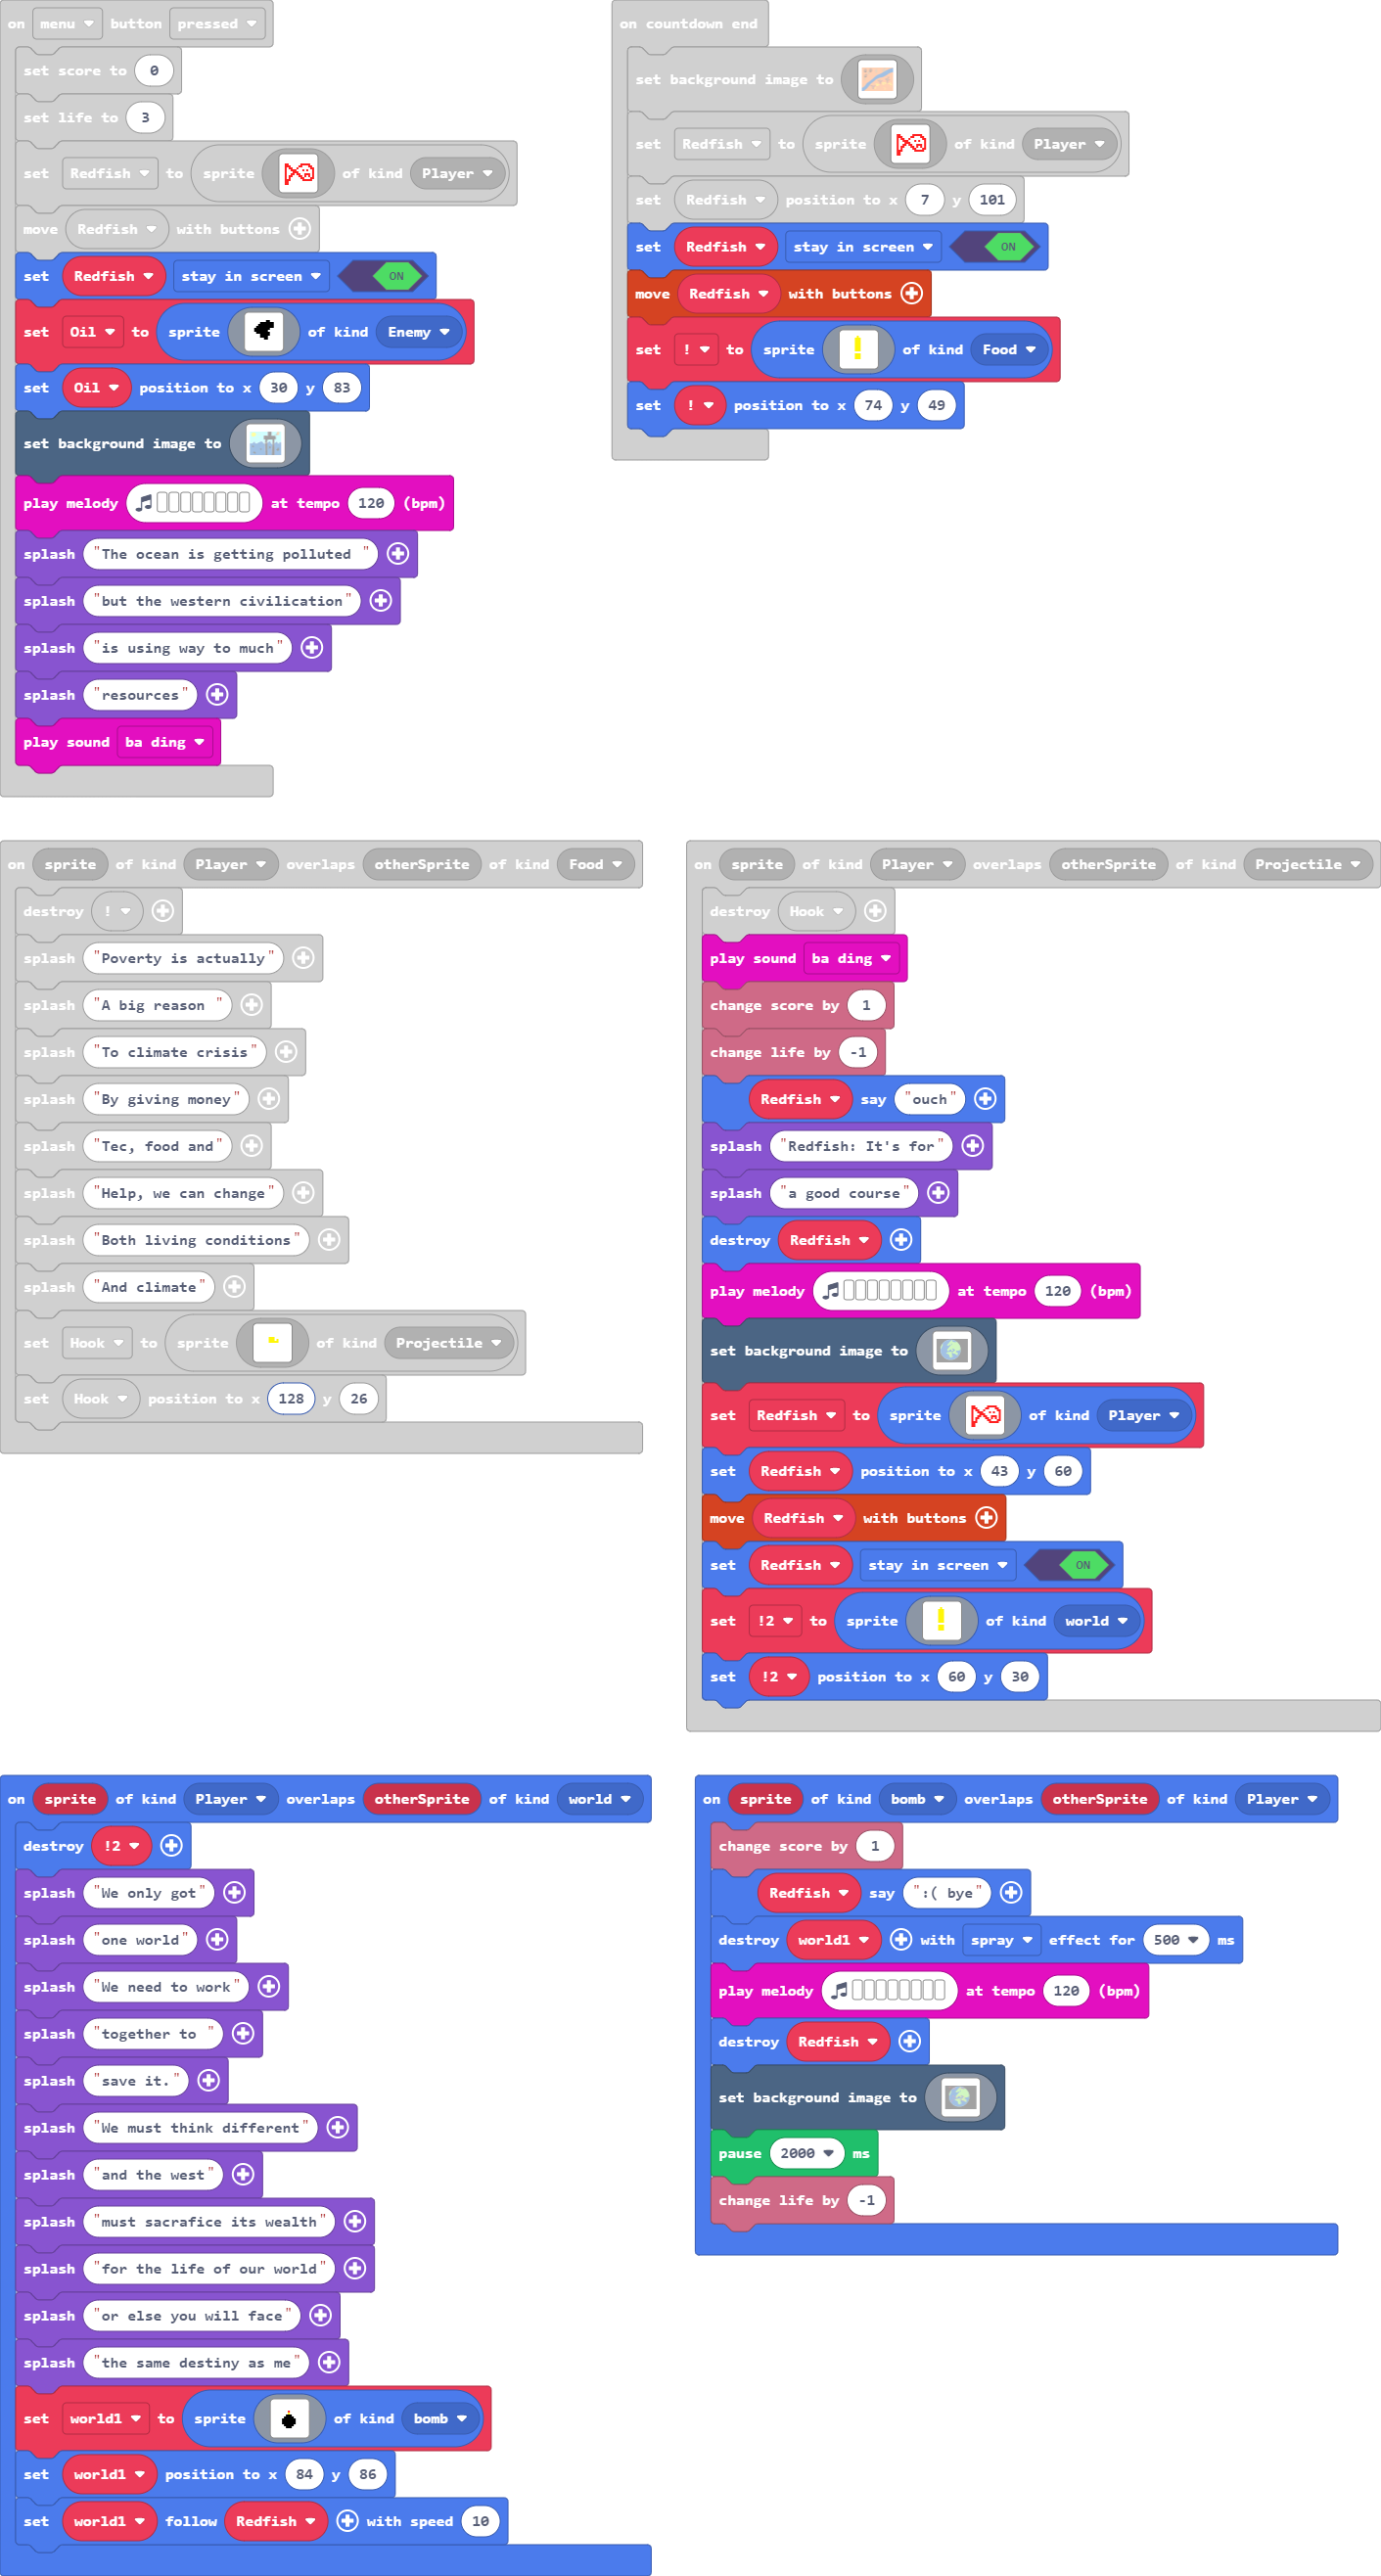 on menu button pressed
set score to 0
set life to 3
set Redfish to sprite of kind Player
move Redfish with buttons
set Redfish stay in screen ON
set Oil to sprite of kind Enemy
set Oil position to x 30 y 83
set background image to
play melody at tempo 120 (bpm)
splash "The ocean is getting polluted "
splash "but the western civilication"
splash "is using way to much"
splash "resources"
play sound ba ding
on countdown end
set background image to
set Redfish to sprite of kind Player
set Redfish position to x 7 y 101
set Redfish stay in screen ON
move Redfish with buttons
set ! to sprite of kind Food
set ! position to x 74 y 49
on sprite of kind Player overlaps otherSprite of kind Food
destroy !
splash "Poverty is actually"
splash "A big reason "
splash "To climate crisis"
splash "By giving money"
splash "Tec, food and"
splash "Help, we can change"
splash "Both living conditions"
splash "And climate"
set Hook to sprite of kind Projectile
set Hook position to x 128 y 26
on sprite of kind Player overlaps otherSprite of kind Projectile
destroy Hook
play sound ba ding
change score by 1
change life by -1
Redfish say "ouch"
splash "Redfish: It's for"
splash "a good course"
destroy Redfish
play melody at tempo 120 (bpm)
set background image to
set Redfish to sprite of kind Player
set Redfish position to x 43 y 60
move Redfish with buttons
set Redfish stay in screen ON
set !2 to sprite of kind world
set !2 position to x 60 y 30
on sprite of kind Player overlaps otherSprite of kind world
destroy !2
splash "We only got"
splash "one world"
splash "We need to work"
splash "together to "
splash "save it."
splash "We must think different"
splash "and the west"
splash "must sacrafice its wealth"
splash "for the life of our world"
splash "or else you will face"
splash "the same destiny as me"
set world1 to sprite of kind bomb
set world1 position to x 84 y 86
set world1 follow Redfish with speed 10
on sprite of kind bomb overlaps otherSprite of kind Player
change score by 1
Redfish say ":( bye"
destroy world1 with spray effect for 500 ms
play melody at tempo 120 (bpm)
destroy Redfish
set background image to
pause 2000 ms
change life by -1